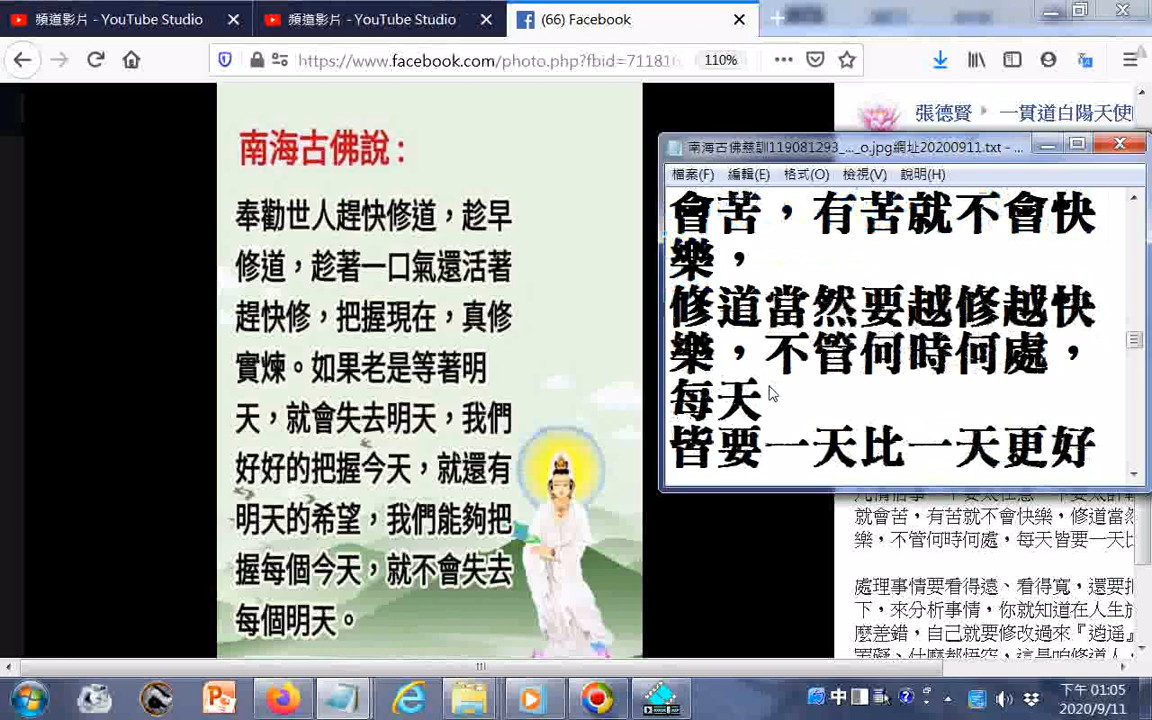 頻道影片 - YouTube Studio
頻道影片 - YouTube Studio
(66) Facebook
https://www.facebook.com/photo.php?fbid=71181
110%
南海古佛說：
奉勸世人趕快修道，趁早
修道，趁著一口氣還活著
趕快修，把握現在，真修
實煉。如果老是等著明
天，就會失去明天，我們
好好的把握今天，就還有
明天的希望，我們能夠把
握每個今天，就不會失去
每個明天。
張德賢 ▸ 一貫道白陽天使
南海古佛慈訓119081293_..._o.jpg網址20200911.txt - ...
檔案(F) 編輯(E) 格式(O) 檢視(V) 說明(H)
會苦，有苦就不會快
樂，
修道當然要越修越快
樂，不管何時何處，
每天
皆要一天比一天更好
就會苦，有苦就不會快樂，修道當然
樂，不管何時何處，每天皆要一天比
處理事情要看得遠、看得寬，還要把
下，來分析事情，你就知道在人生旅
麼差錯，自己就要修改過來『逍遥』
中
下午 01:05
2020/9/11